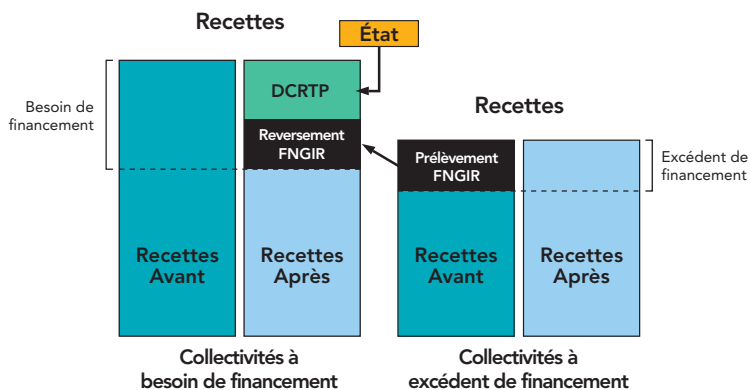 Recettes
État
DCRTP
Besoin de
financement
Reversement
FNGIR
Recettes
Avant
Recettes
Après
Collectivités à
besoin de financement
Recettes
Prélèvement
FNGIR
Excédent de
financement
Recettes
Avant
Recettes
Après
Collectivités à
excédent de financement